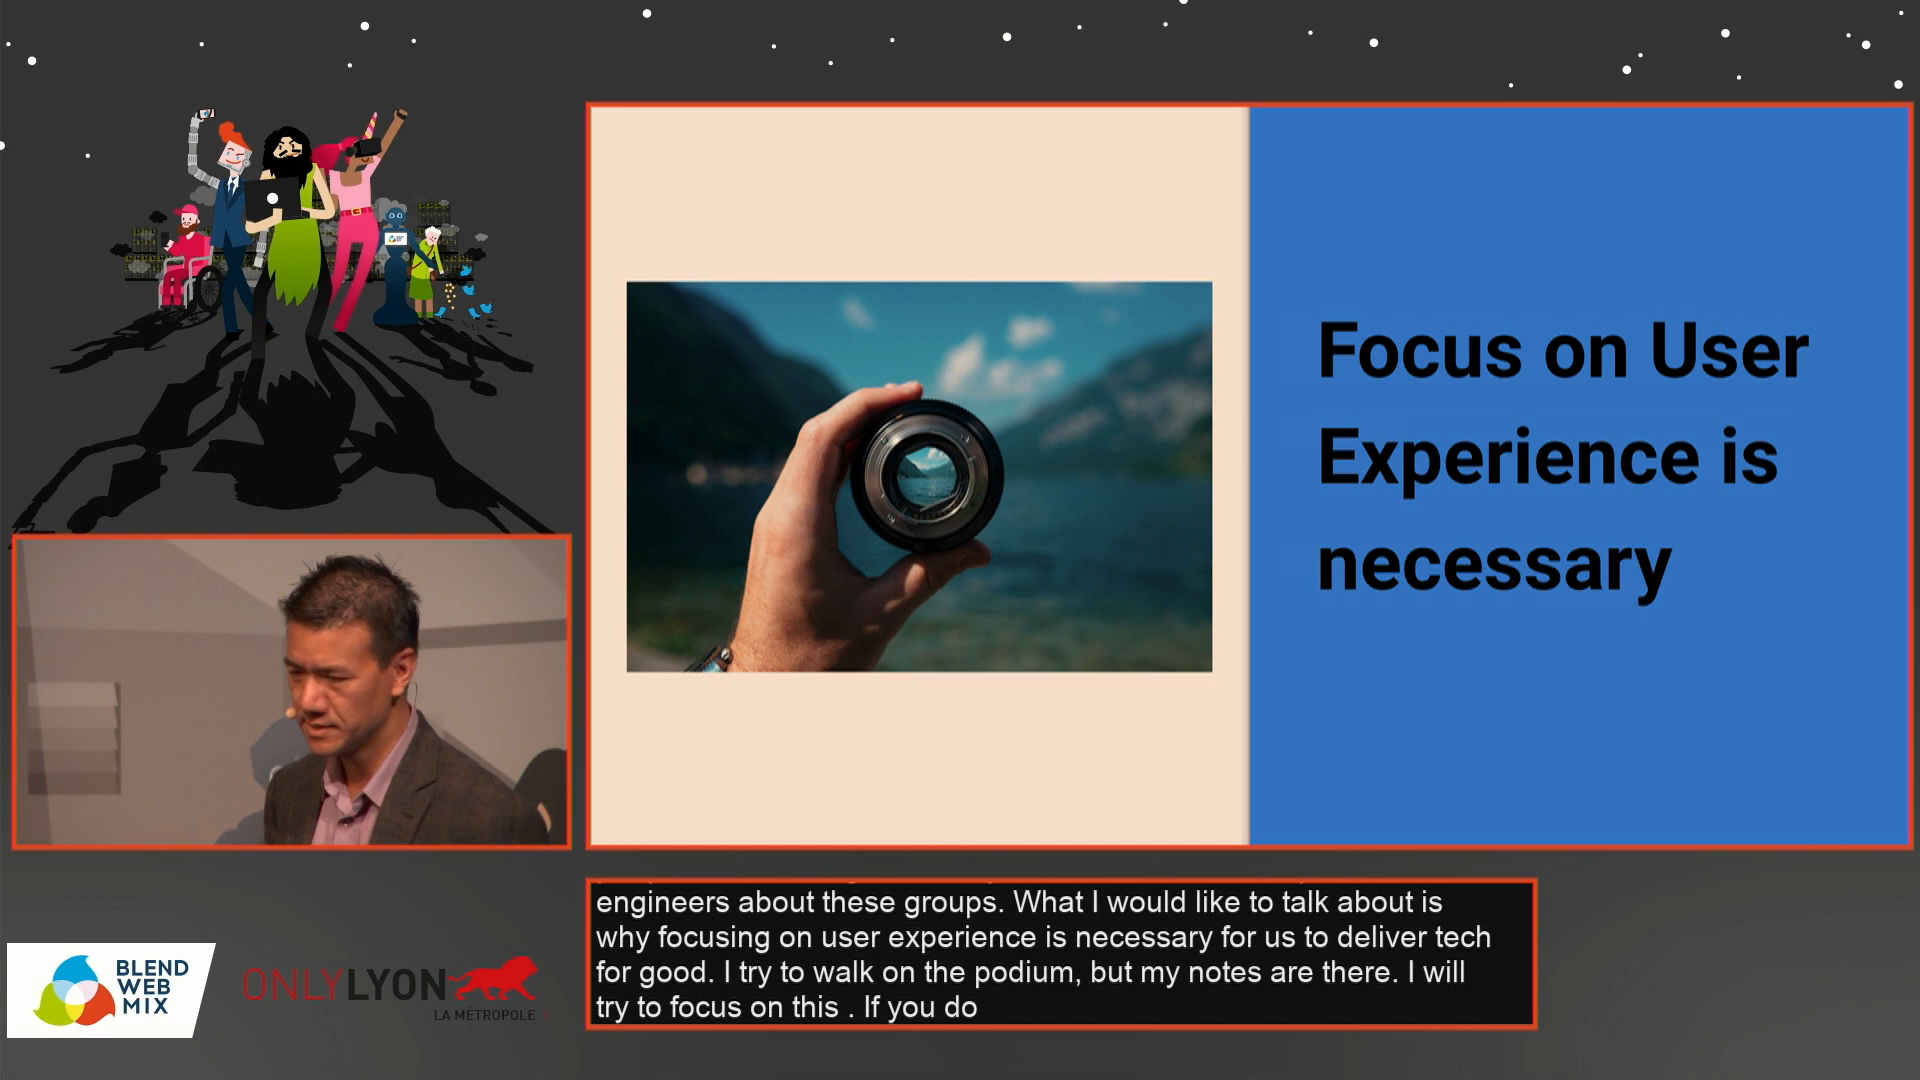 Focus on User
Experience is
necessary
engineers about these groups. What I would like to talk about is
why focusing on user experience is necessary for us to deliver tech
for good. I try to walk on the podium, but my notes are there. I will
try to focus on this . If you do
BLEND
WEB
MIX
ONLYLYON
LA MÉTROPOLE